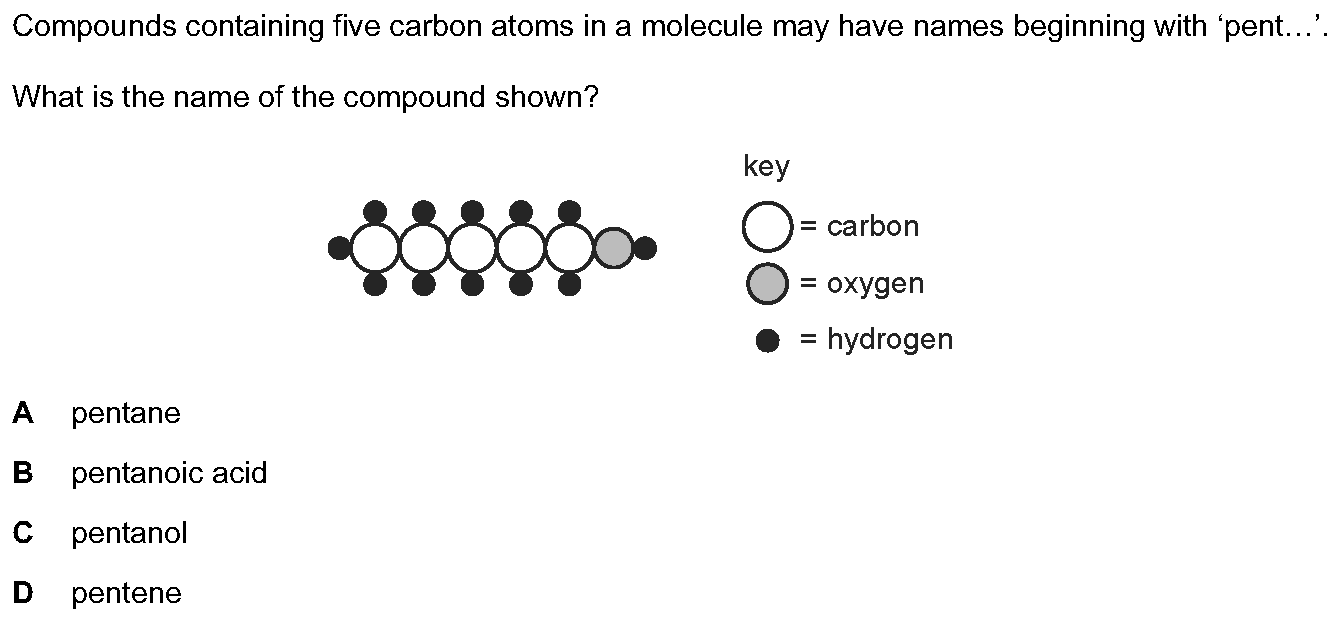 Compounds containing five carbon atoms in a molecule may have names beginning with ‘pent…’.
What is the name of the compound shown?
key
= carbon
= oxygen
= hydrogen
A pentane
B pentanoic acid
C pentanol
D pentene